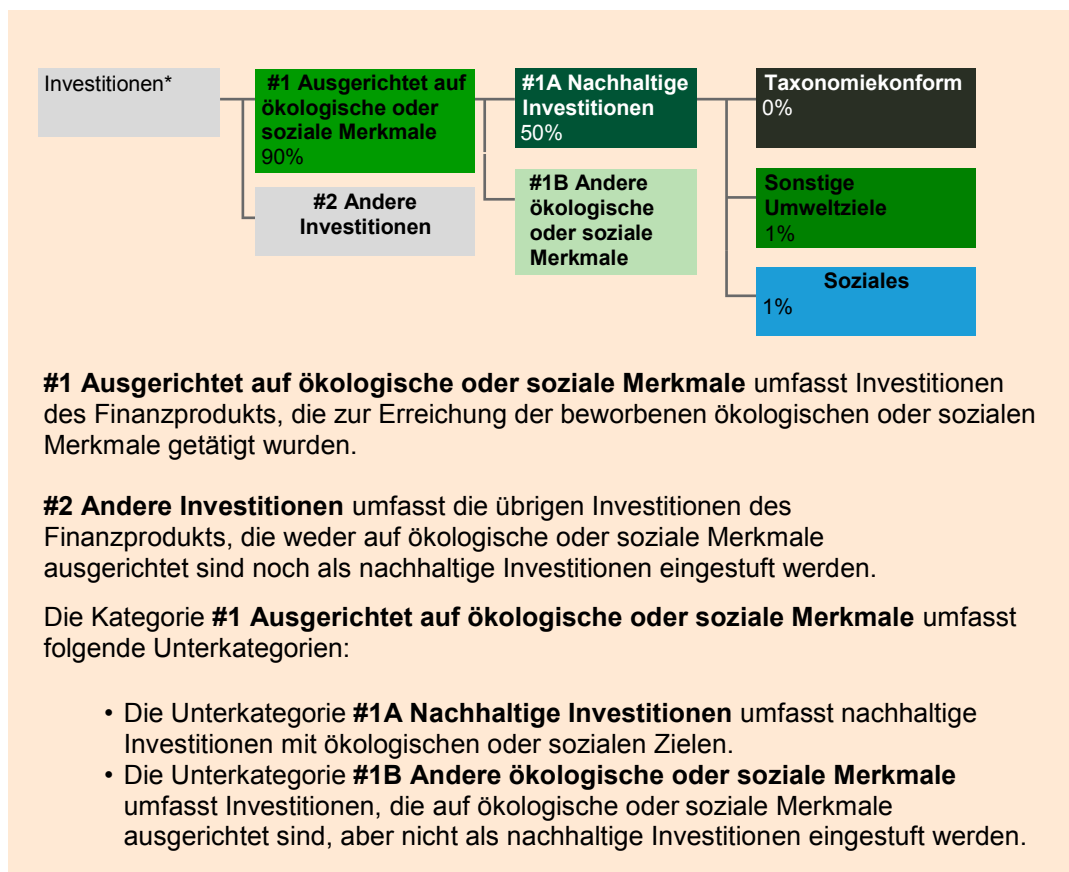 Investitionen*
#1 Ausgerichtet auf
ökologische oder
soziale Merkmale
90%
#2 Andere
Investitionen
#1A Nachhaltige
Investitionen
50%
#1B Andere
ökologische
oder soziale
Merkmale
Taxonomiekonform
0%
Sonstige
Umweltziele
1%
Soziales
1%
#1 Ausgerichtet auf ökologische oder soziale Merkmale umfasst Investitionen
des Finanzprodukts, die zur Erreichung der beworbenen ökologischen oder sozialen
Merkmale getätigt wurden.
#2 Andere Investitionen umfasst die übrigen Investitionen des
Finanzprodukts, die weder auf ökologische oder soziale Merkmale
ausgerichtet sind noch als nachhaltige Investitionen eingestuft werden.
Die Kategorie #1 Ausgerichtet auf ökologische oder soziale Merkmale umfasst
folgende Unterkategorien:
• Die Unterkategorie #1A Nachhaltige Investitionen umfasst nachhaltige
Investitionen mit ökologischen oder sozialen Zielen.
• Die Unterkategorie #1B Andere ökologische oder soziale Merkmale
umfasst Investitionen, die auf ökologische oder soziale Merkmale
ausgerichtet sind, aber nicht als nachhaltige Investitionen eingestuft werden.